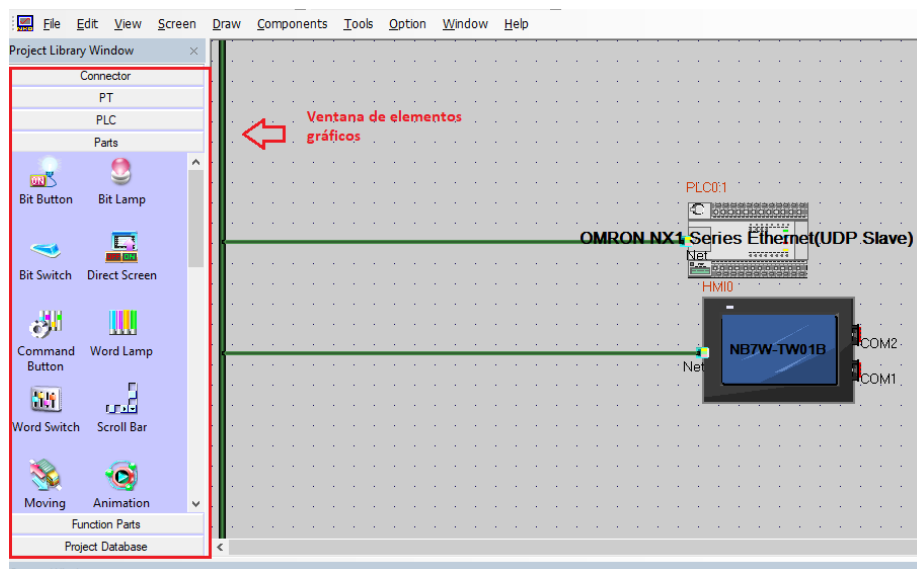 File Edit View Screen Draw Components Tools Option Window Help
Project Library Window
Connector
PT
PLC
Parts
Bit Button Bit Lamp
Bit Switch Direct Screen
Command Button Word Lamp
Word Switch Scroll Bar
Moving Animation
Function Parts
Project Database
Ventana de elementos
gráficos
PLC0:1
OMRON NX1 Series Ethernet(UDP Slave)
Net
HMI0
NB7W-TW01B
COM2
Net
COM1